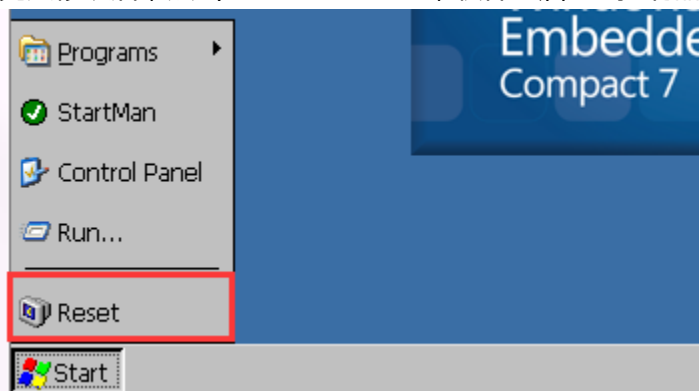 Embedde
Compact 7
Programs
StartMan
Control Panel
Run...
Reset
Start